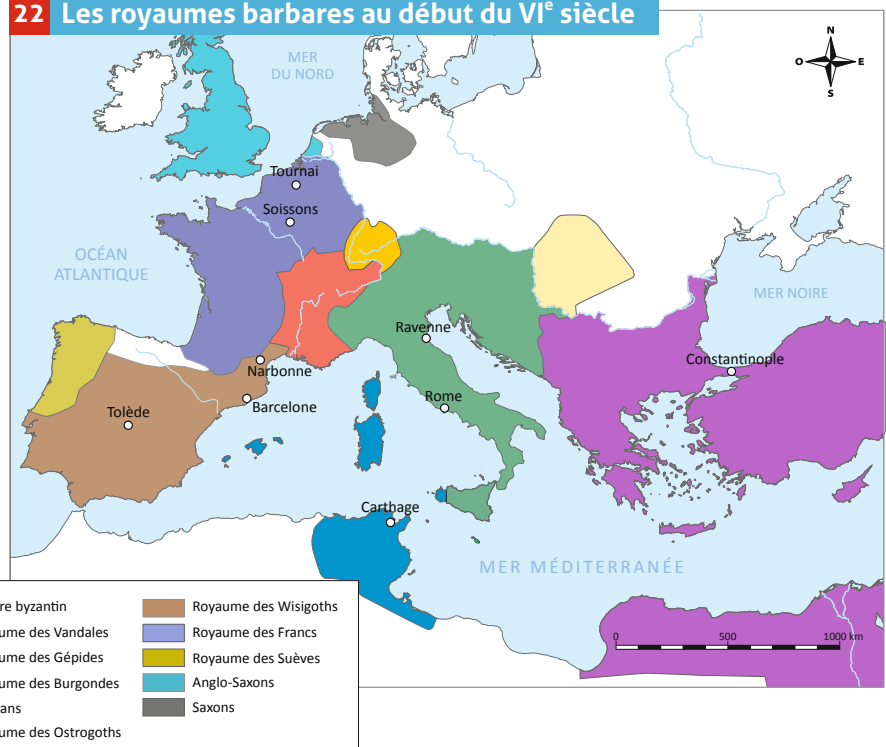 22 Les royaumes barbares au début du VIe siècle
N
O E
S
MER
DU NORD
Tournai
Soissons
OCÉAN
ATLANTIQUE
MER NOIRE
Ravenne
Constantinople
Narbonne
Rome
Barcelone
Tolède
Carthage
MER MÉDITERRANÉE
0 500 1000 km
re byzantin
ume des Vandales
ume des Gépides
ume des Burgondes
ans
ume des Ostrogoths
Royaume des Wisigoths
Royaume des Francs
Royaume des Suèves
Anglo-Saxons
Saxons